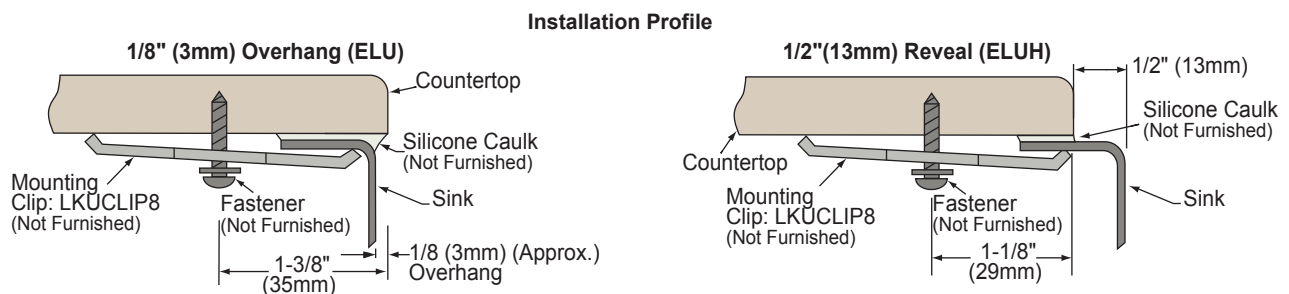 Installation Profile
1/8" (3mm) Overhang (ELU)
Countertop
Silicone Caulk
(Not Furnished)
Mounting
Clip: LKUCLIP8
(Not Furnished)
Fastener
(Not Furnished)
Sink
1/8 (3mm) (Approx.)
Overhang
1-3/8"
(35mm)
1/2"(13mm) Reveal (ELUH)
1/2" (13mm)
Silicone Caulk
(Not Furnished)
Countertop
Mounting
Clip: LKUCLIP8
(Not Furnished)
Fastener
(Not Furnished)
Sink
1-1/8"
(29mm)